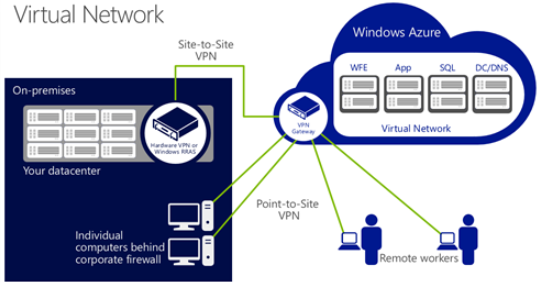 Virtual Network
Site-to-Site
VPN
Windows Azure
WFE App SQL DC/DNS
Virtual Network
On-premises
VPN
Gateway
Hardware VPN or
Windows RRAS
Your datacenter
Point-to-Site
VPN
Individual
computers behind
corporate firewall
Remote workers